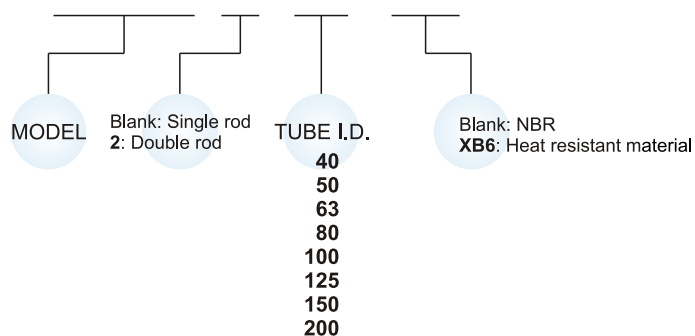 MODEL
Blank: Single rod
2: Double rod
TUBE I.D.
40
50
63
80
100
125
150
200
Blank: NBR
XB6: Heat resistant material